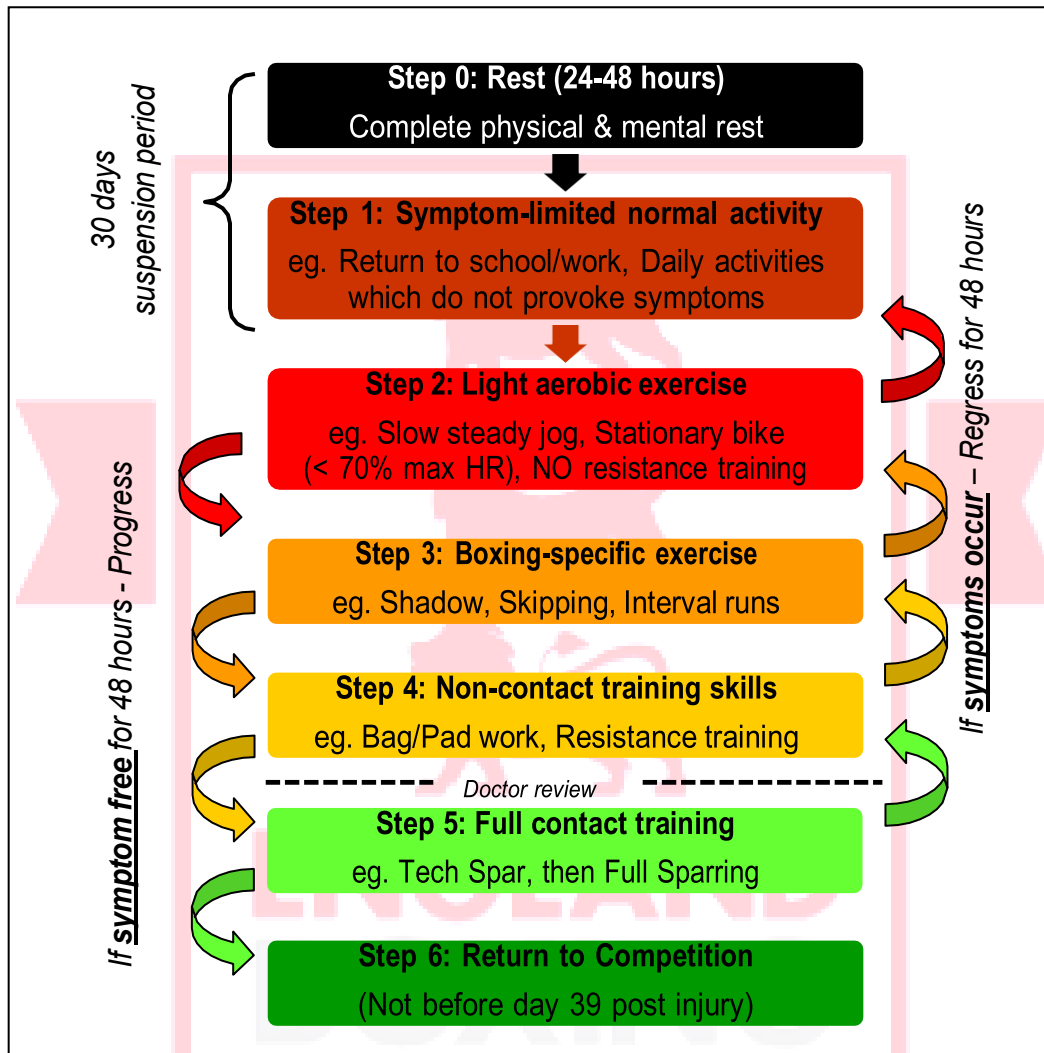 Step 0: Rest (24-48 hours)
Complete physical & mental rest
30 days
suspension period
Step 1: Symptom-limited normal activity
eg. Return to school/work, Daily activities
which do not provoke symptoms
Step 2: Light aerobic exercise
eg. Slow steady jog, Stationary bike
(< 70% max HR), NO resistance training
If symptom free for 48 hours - Progress
If symptoms occur – Regress for 48 hours
Step 3: Boxing-specific exercise
eg. Shadow, Skipping, Interval runs
Step 4: Non-contact training skills
eg. Bag/Pad work, Resistance training
Doctor review
Step 5: Full contact training
eg. Tech Spar, then Full Sparring
ENGLAND
Step 6: Return to Competition
(Not before day 39 post injury)
BOXING